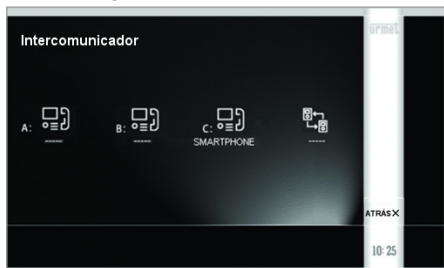 urmet
Intercomunicador
A: -----
B: -----
C: SMARTPHONE
-----
ATRÁS X
10:25